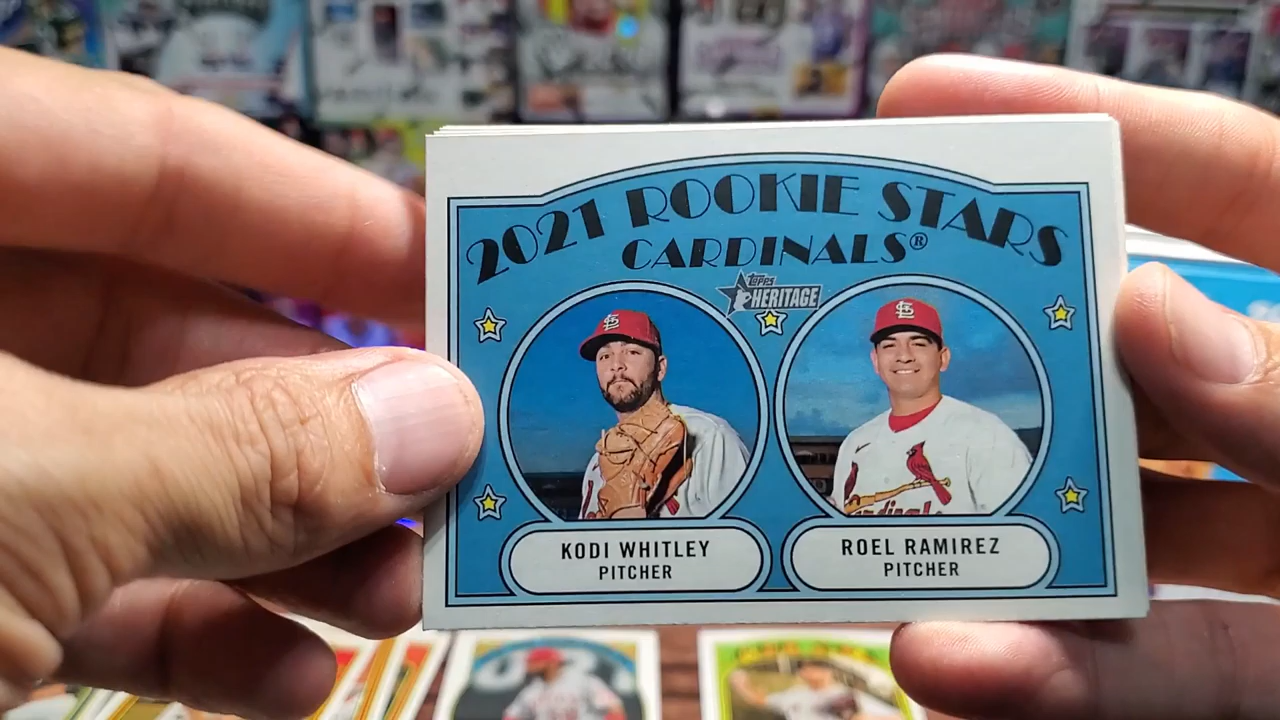 2021 ROOKIE STARS
CARDINALS®
TOPPS
HERITAGE
KODI WHITLEY
PITCHER
ROEL RAMIREZ
PITCHER